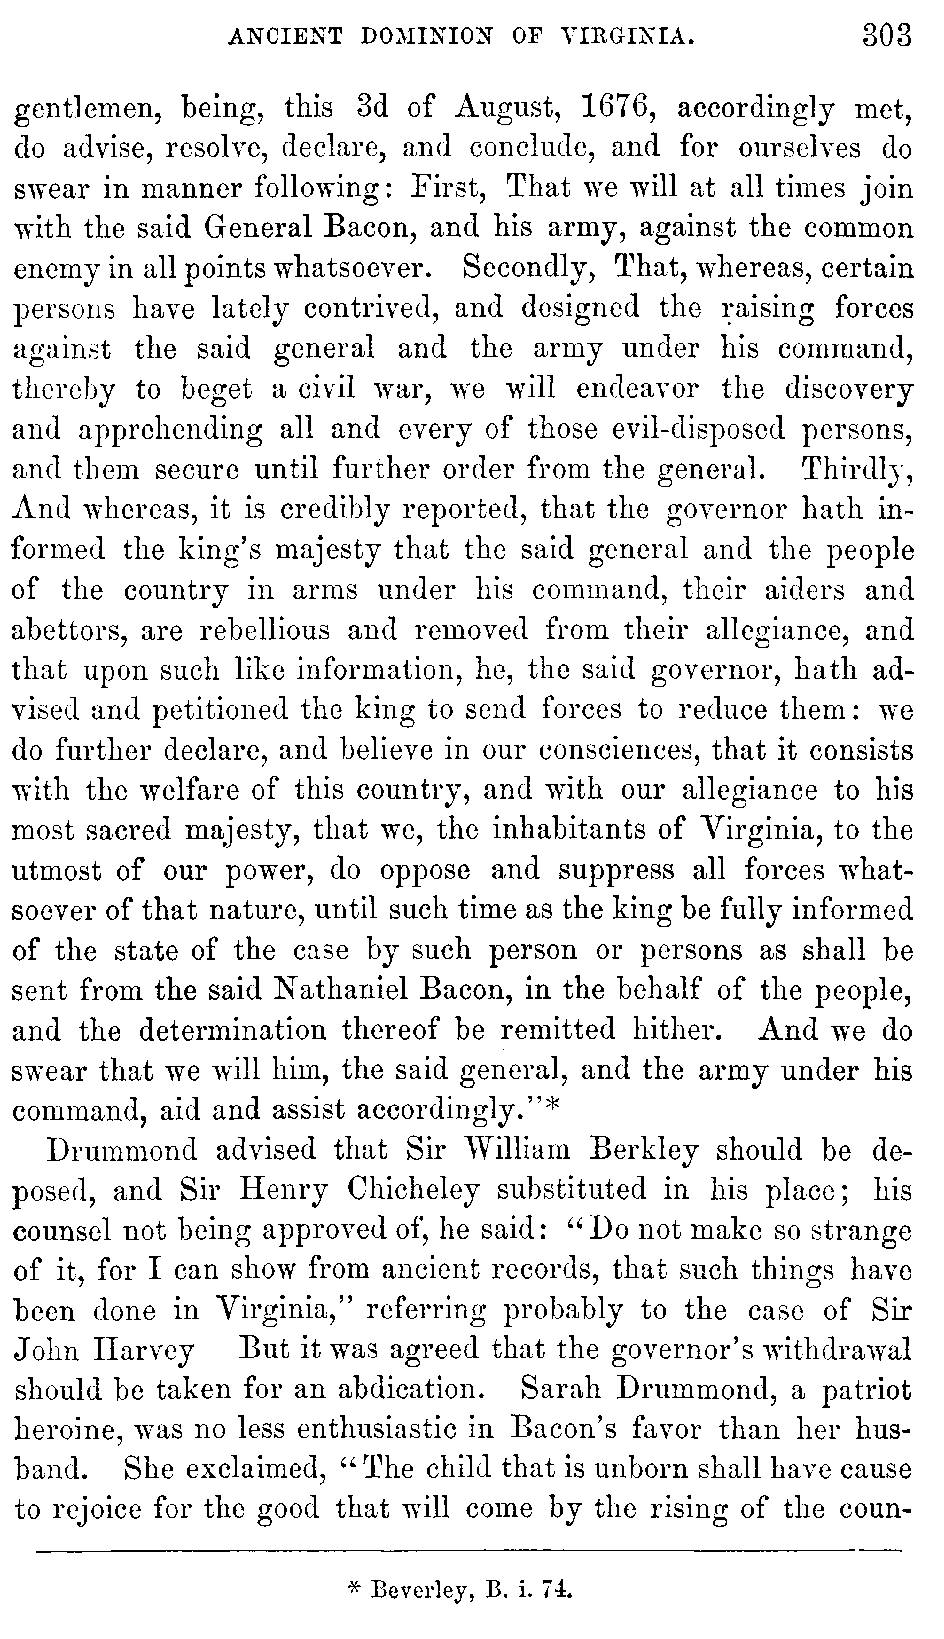 ANCIENT DOMINION OF VIRGINIA. 303
gentlemen, being, this 3d of August, 1676, accordingly met,
do advise, resolve, declare, and conclude, and for ourselves do
swear in manner following: First, That we will at all times join
with the said General Bacon, and his army, against the common
enemy in all points whatsoever. Secondly, That, whereas, certain
persons have lately contrived, and designed the raising forces
against the said general and the army under his command,
thereby to beget a civil war, we will endeavor the discovery
and apprehending all and every of those evil-disposed persons,
and them secure until further order from the general. Thirdly,
And whereas, it is credibly reported, that the governor hath in-
formed the king's majesty that the said general and the people
of the country in arms under his command, their aiders and
abettors, are rebellious and removed from their allegiance, and
that upon such like information, he, the said governor, hath ad-
vised and petitioned the king to send forces to reduce them: we
do further declare, and believe in our consciences, that it consists
with the welfare of this country, and with our allegiance to his
most sacred majesty, that we, the inhabitants of Virginia, to the
utmost of our power, do oppose and suppress all forces what-
soever of that nature, until such time as the king be fully informed
of the state of the case by such person or persons as shall be
sent from the said Nathaniel Bacon, in the behalf of the people,
and the determination thereof be remitted hither. And we do
swear that we will him, the said general, and the army under his
command, aid and assist accordingly."*
Drummond advised that Sir William Berkley should be de-
posed, and Sir Henry Chicheley substituted in his place; his
counsel not being approved of, he said: "Do not make so strange
of it, for I can show from ancient records, that such things have
been done in Virginia," referring probably to the case of Sir
John Harvey But it was agreed that the governor's withdrawal
should be taken for an abdication. Sarah Drummond, a patriot
heroine, was no less enthusiastic in Bacon's favor than her hus-
band. She exclaimed, "The child that is unborn shall have cause
to rejoice for the good that will come by the rising of the coun-
* Beverley, B. i. 74.